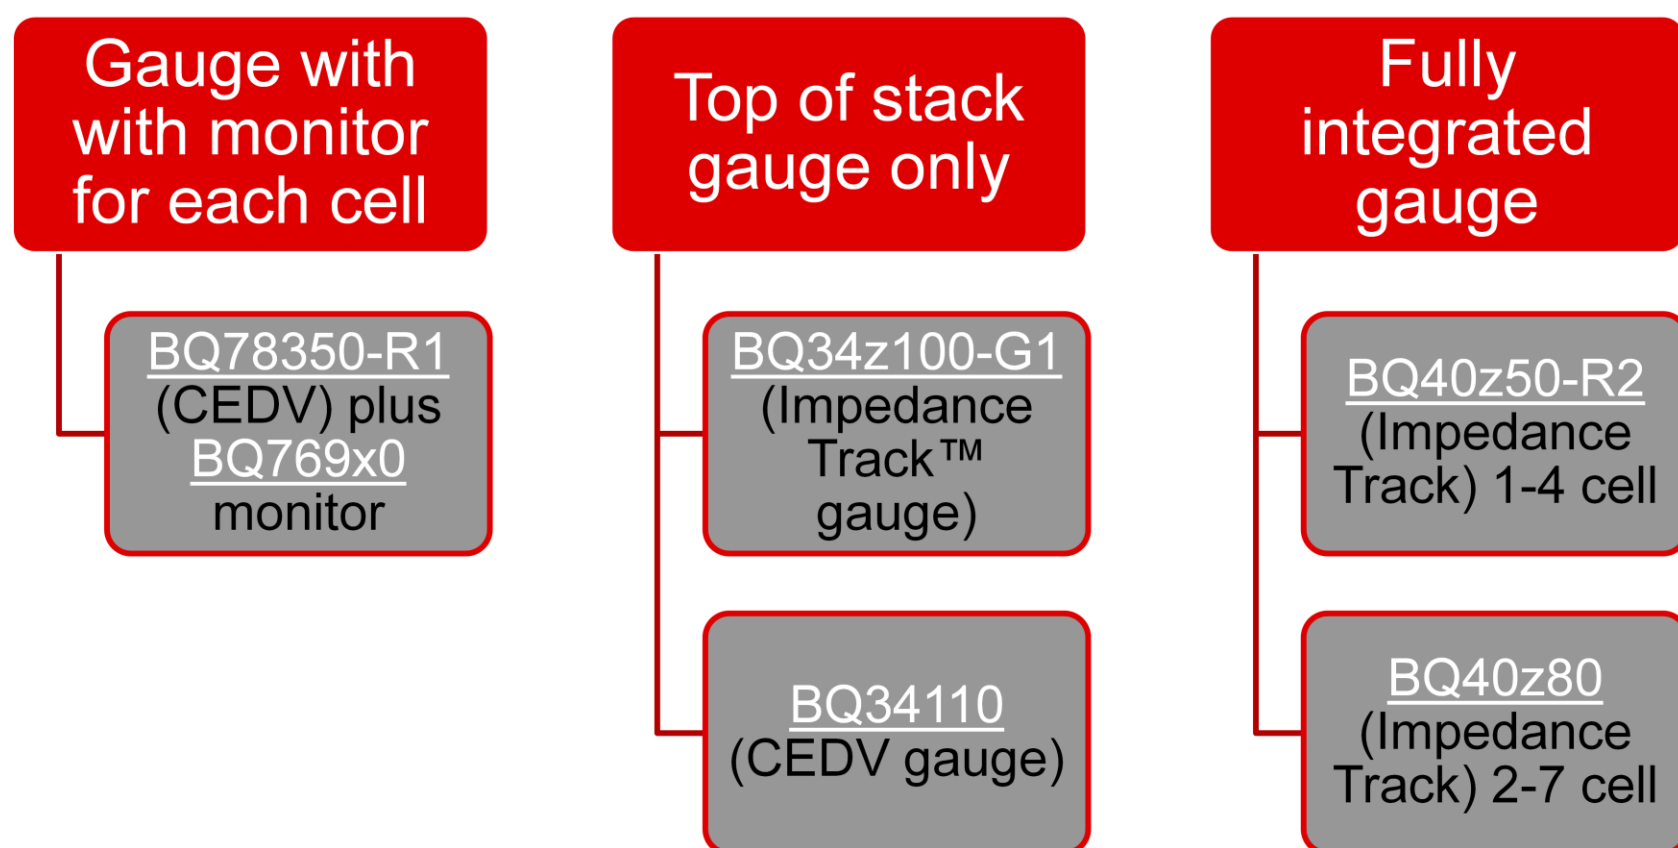 Gauge with
with monitor
for each cell
BQ78350-R1
(CEDV) plus
BQ769x0
monitor
Top of stack
gauge only
BQ34z100-G1
(Impedance
Track™
gauge)
BQ34110
(CEDV gauge)
Fully
integrated
gauge
BQ40z50-R2
(Impedance
Track) 1-4 cell
BQ40z80
(Impedance
Track) 2-7 cell